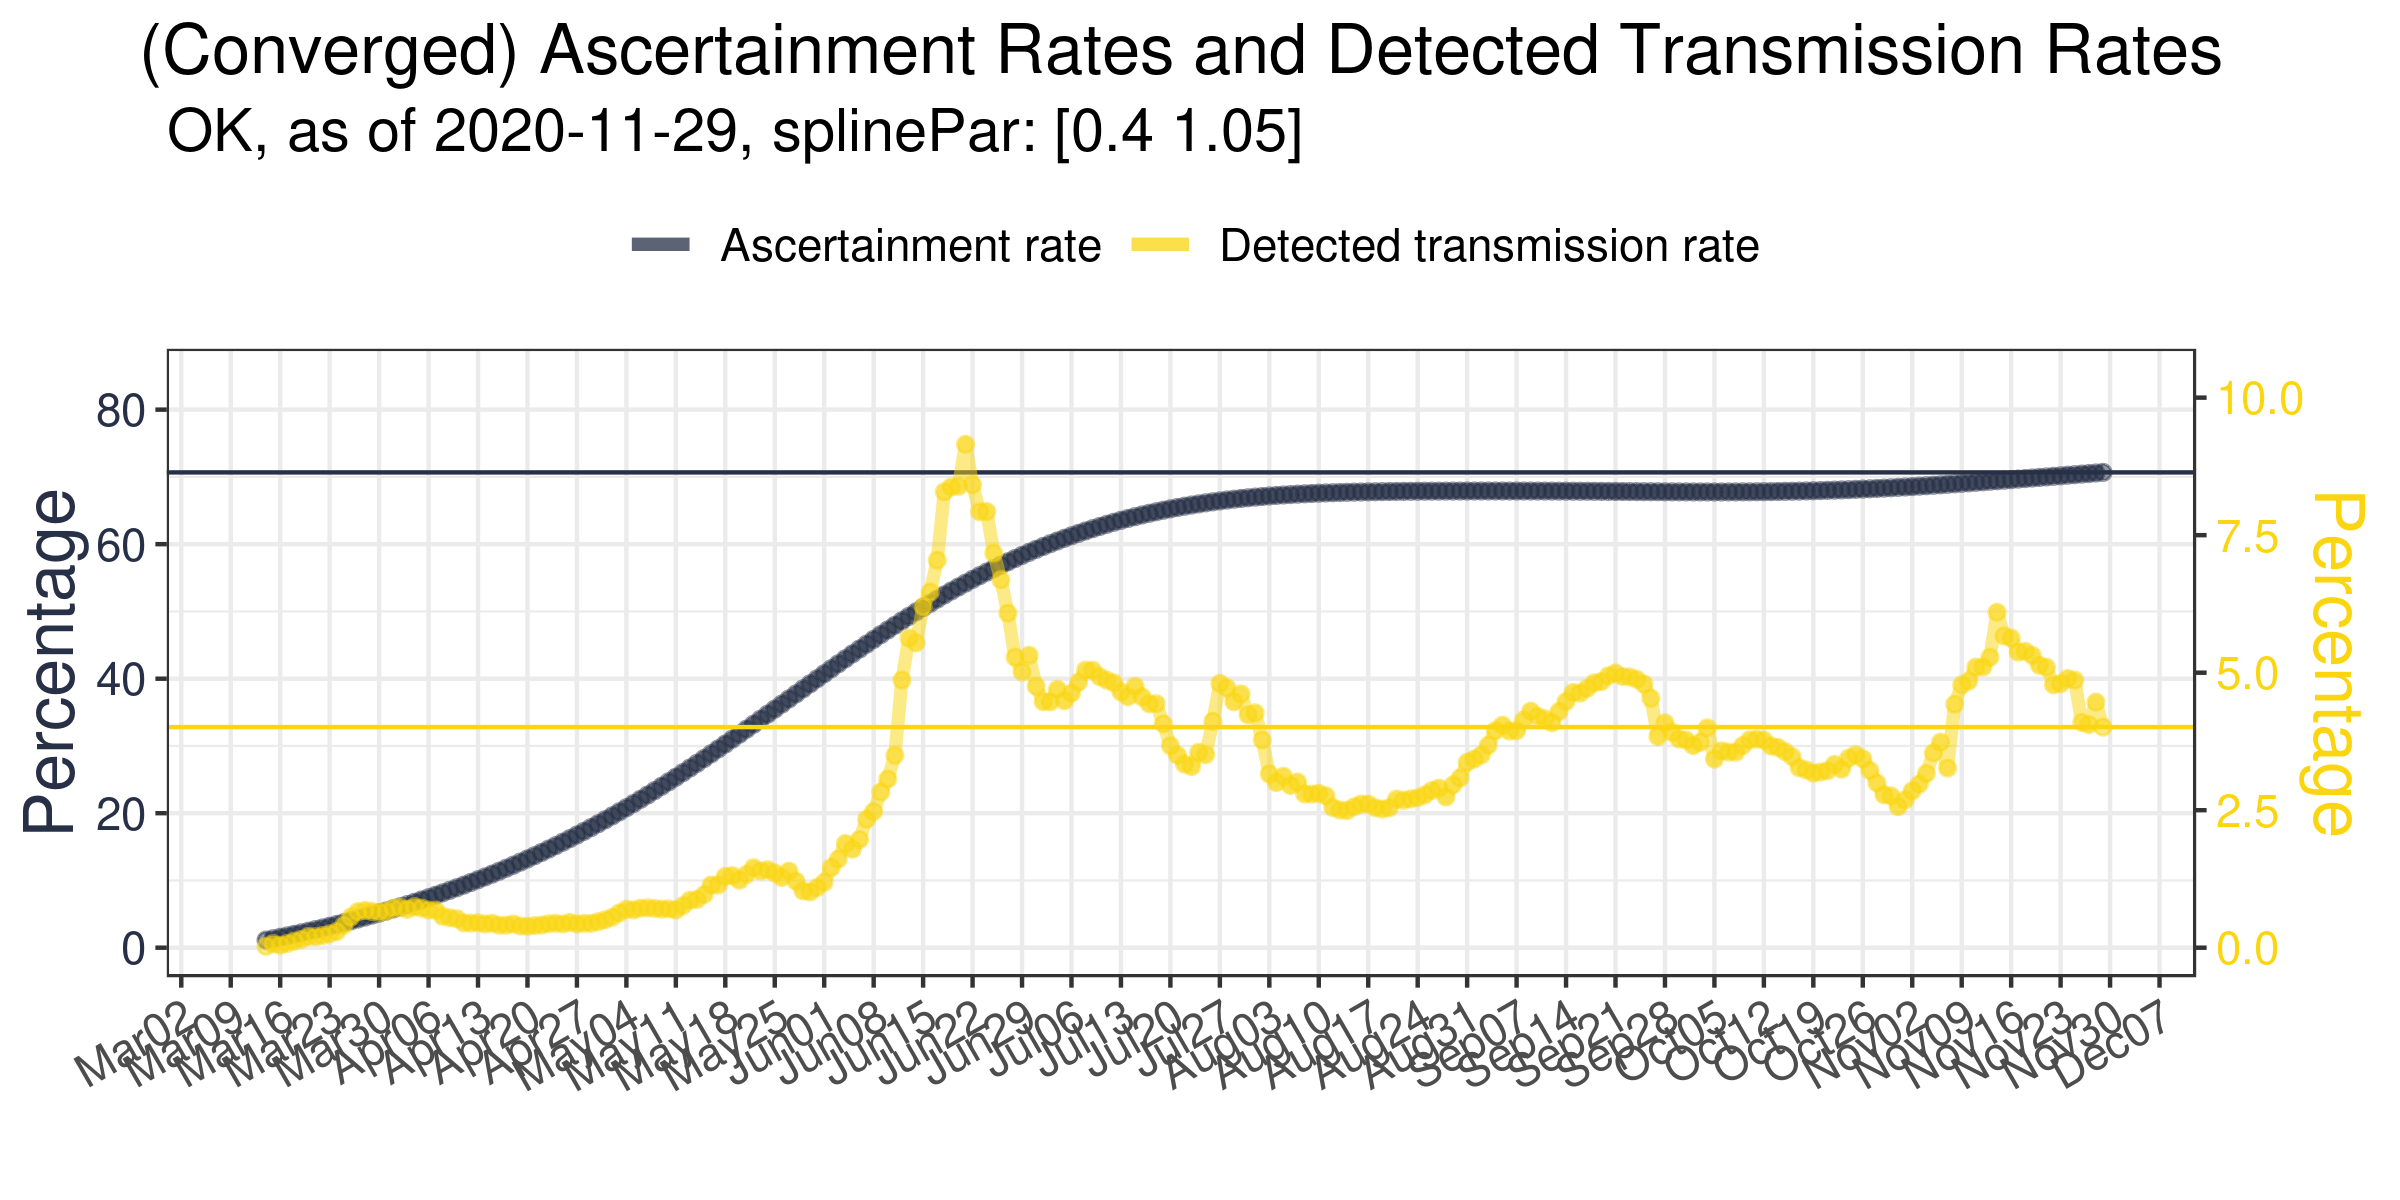 (Converged) Ascertainment Rates and Detected Transmission Rates
OK, as of 2020-11-29, splinePar: [0.4 1.05]
Ascertainment rate
Detected transmission rate
Percentage
80
60
40
20
0
10.0
7.5
5.0
2.5
0.0
Percentage
Mar02
Mar09
Mar16
Mar23
Mar30
Apr06
Apr13
Apr20
Apr27
May04
May11
May18
May25
Jun01
Jun08
Jun15
Jun22
Jun29
Jul06
Jul13
Jul20
Jul27
Aug03
Aug10
Aug17
Aug24
Aug31
Sep07
Sep14
Sep21
Sep28
Oct05
Oct12
Oct19
Oct26
Nov02
Nov09
Nov16
Nov23
Nov30
Dec07